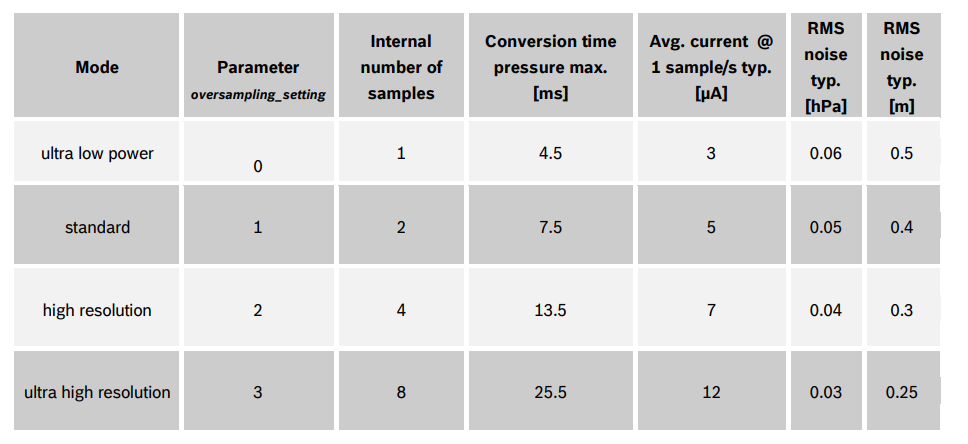 Mode
Parameter
oversampling_setting
Internal
number of
samples
Conversion time
pressure max.
[ms]
Avg. current @
1 sample/s typ.
[µA]
RMS
noise
typ.
[hPa]
RMS
noise
typ.
[m]
ultra low power 0 1 4.5 3 0.06 0.5
standard 1 2 7.5 5 0.05 0.4
high resolution 2 4 13.5 7 0.04 0.3
ultra high resolution 3 8 25.5 12 0.03 0.25